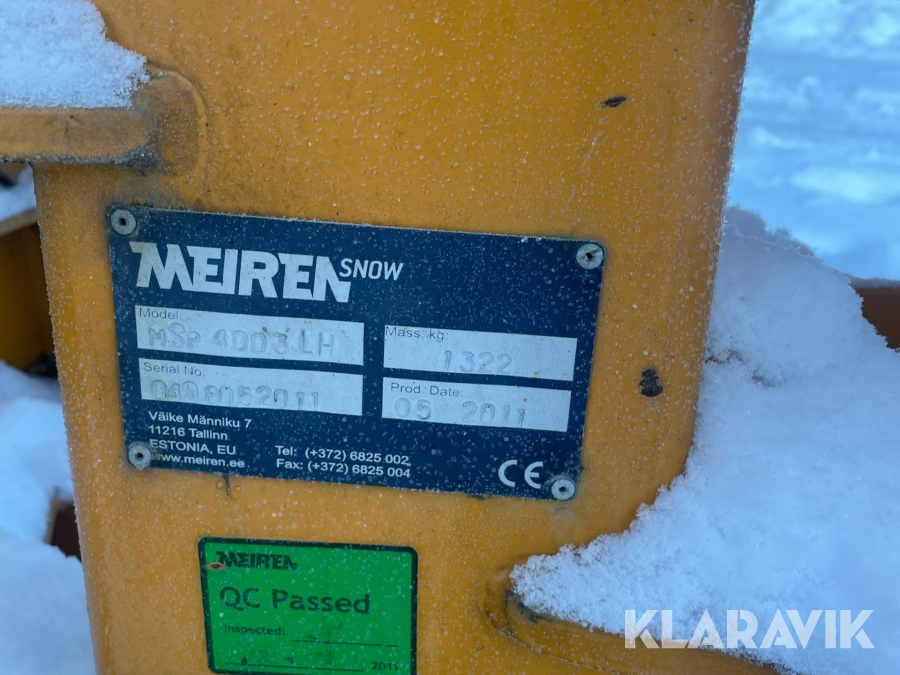 MEIREN SNOW
Model
MSP 4003 LH
Mass, kg:
1322
Serial No.
Prod. Date:
05 2011
Väike Männiku 7
11216 Tallinn
ESTONIA, EU
www.meiren.ee
Tel: (+372) 6825 002
Fax: (+372) 6825 004
CE
MEIREN
QC Passed
Inspected:
2011
KLARAVIK